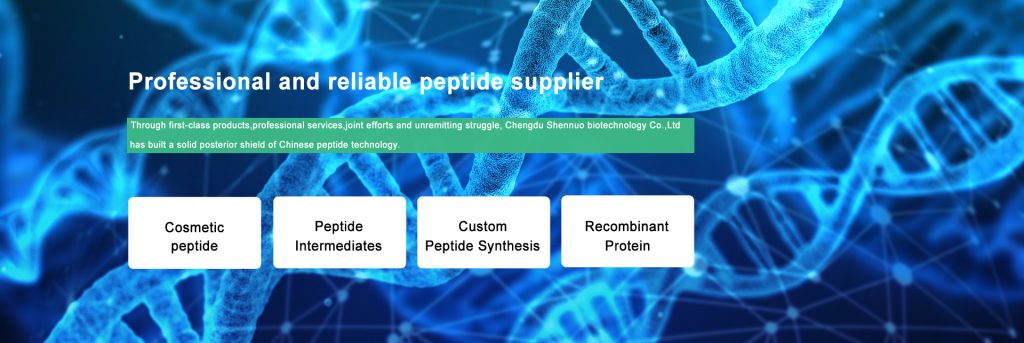 Professional and reliable peptide supplier
Through first-class products,professional services,joint efforts and unremitting struggle, Chengdu Shennuo biotechnology Co.,Ltd
has built a solid posterior shield of Chinese peptide technology.
Cosmetic
peptide
Peptide
Intermediates
Custom
Peptide Synthesis
Recombinant
Protein